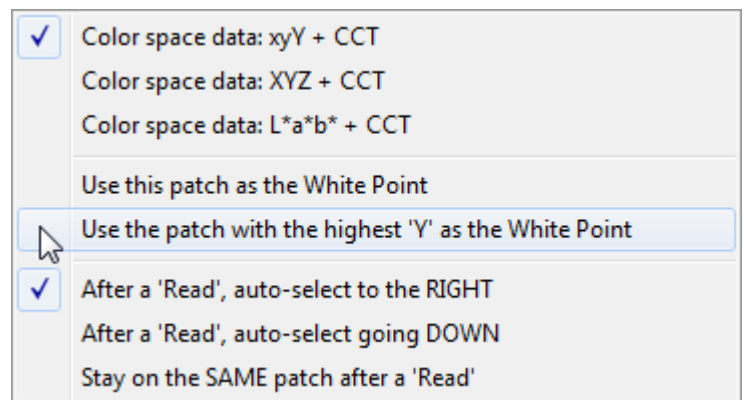 Color space data: xyY + CCT
Color space data: XYZ + CCT
Color space data: L*a*b* + CCT
Use this patch as the White Point
Use the patch with the highest 'Y' as the White Point
After a 'Read', auto-select to the RIGHT
After a 'Read', auto-select going DOWN
Stay on the SAME patch after a 'Read'